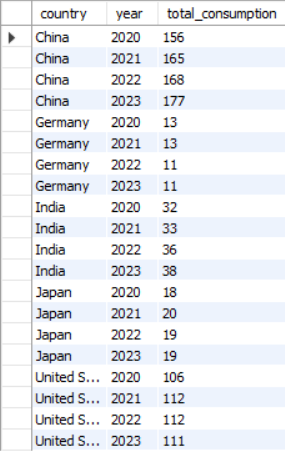 country year total_consumption
China 2020 156
China 2021 165
China 2022 168
China 2023 177
Germany 2020 13
Germany 2021 13
Germany 2022 11
Germany 2023 11
India 2020 32
India 2021 33
India 2022 36
India 2023 38
Japan 2020 18
Japan 2021 20
Japan 2022 19
Japan 2023 19
United S... 2020 106
United S... 2021 112
United S... 2022 112
United S... 2023 111